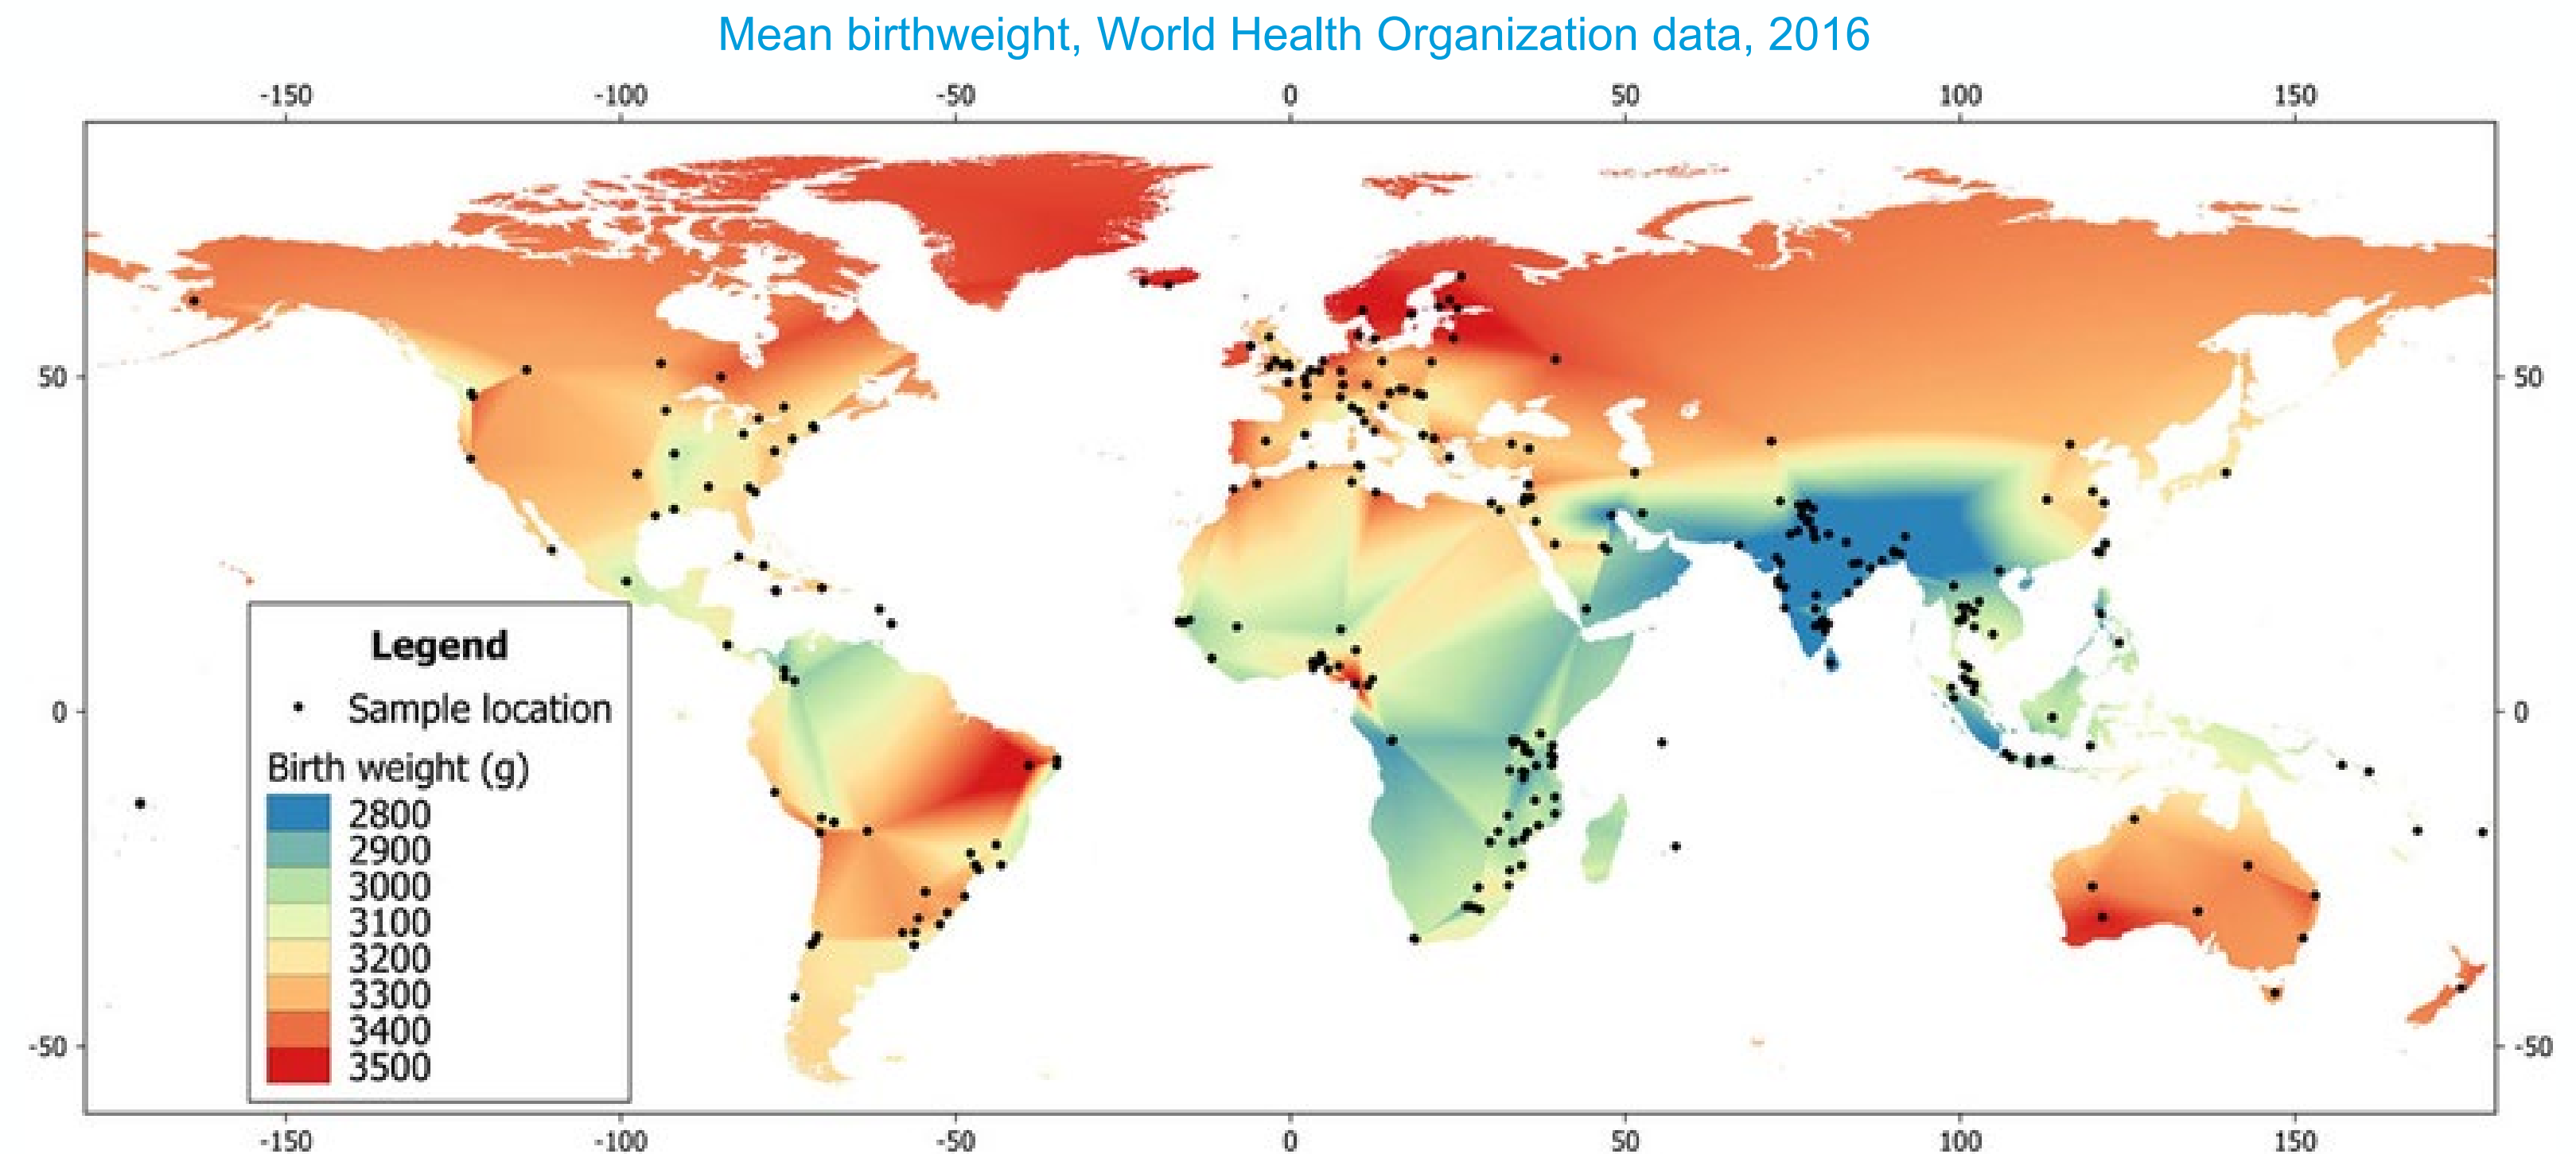 Mean birthweight, World Health Organization data, 2016
-150 -100 -50 0 50 100 150
50 50
0 0
-50 -50
Legend
Sample location
Birth weight (g)
2800
2900
3000
3100
3200
3300
3400
3500
-150 -100 -50 0 50 100 150